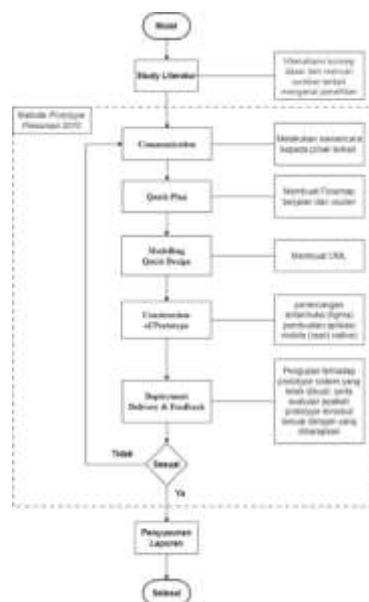 Mulai
Study Literatur
Memahami konsep
dasar dan mencari
sumber terkait
mengenai penelitian
Metode Prototype
Pressman 2010
Communication
Melakukan wawancara
kepada pihak terkait
Quick Plan
Membuat Flowmap
berjalan dan usulan
Modelling
Quick Design
Membuat UML
Construction
of Prototype
perancangan
antarmuka (figma)
pembuatan aplikasi
mobile (react native)
Deployment
Delivery & Feedback
Pengujian terhadap
prototype sistem yang
telah dibuat, serta
evaluasi apakah
prototype tersebut
sesuai dengan yang
diharapkan
Tidak
Sesuai
Ya
Penyusunan
Laporan
Selesai